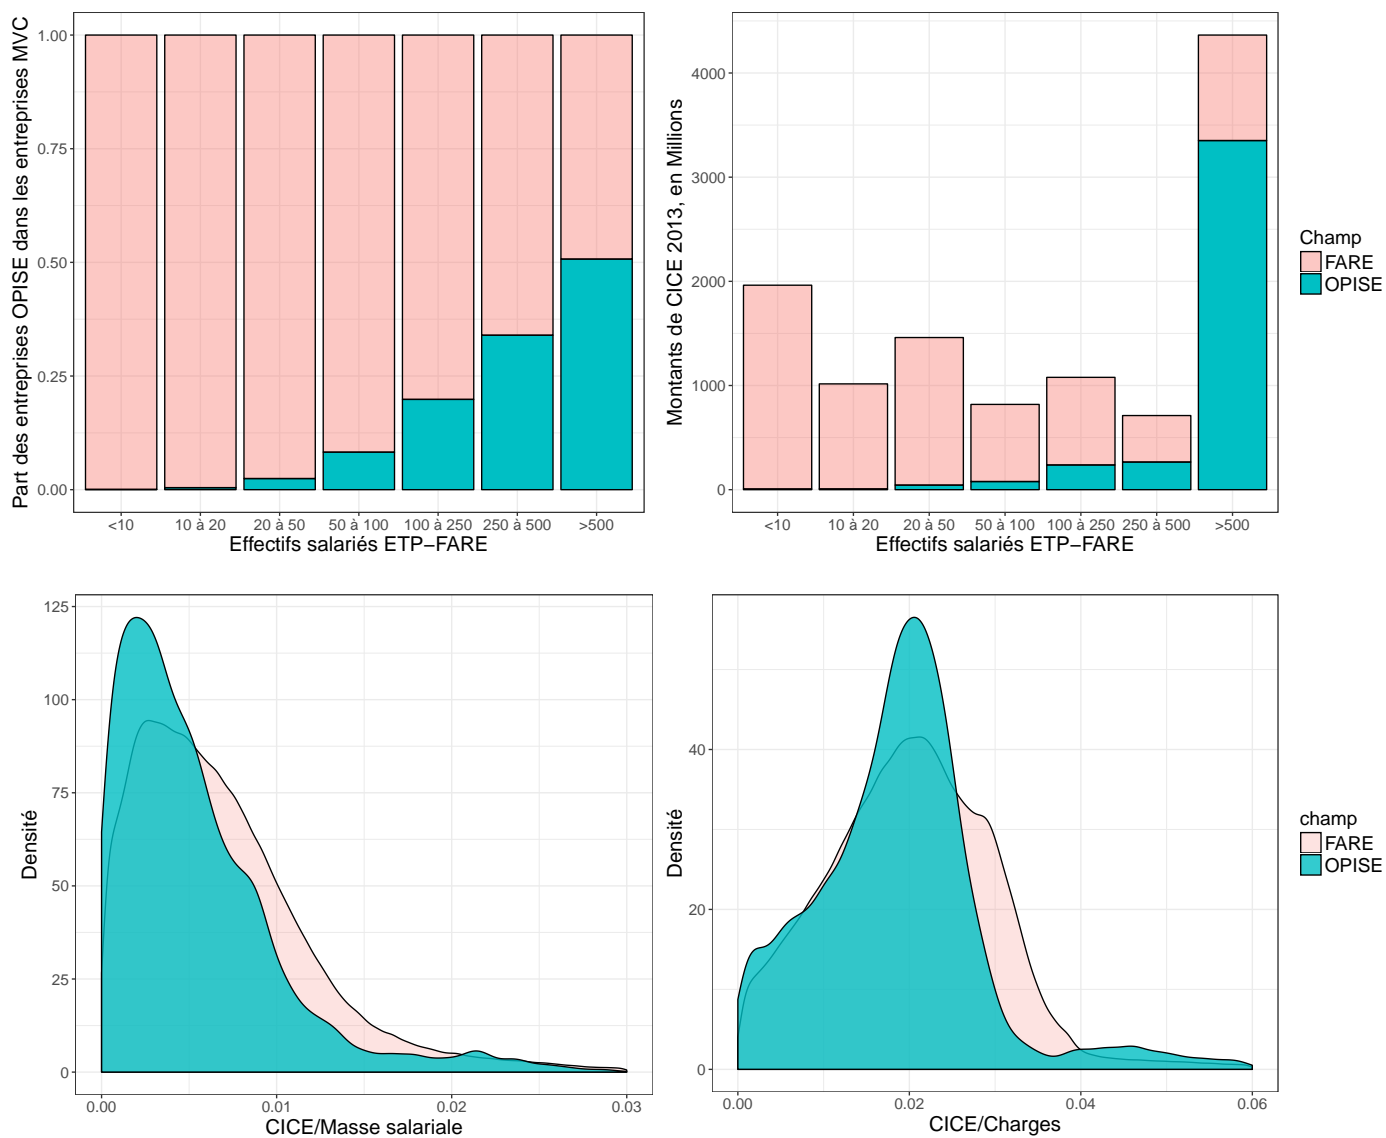 Part des entreprises OPISE dans les entreprises MVC
1.00
0.75
0.50
0.25
0.00
<10
10 à 20
20 à 50
50 à 100
100 à 250
250 à 500
>500
Effectifs salariés ETP−FARE
Montants de CICE 2013, en Millions
4000
3000
2000
1000
0
<10
10 à 20
20 à 50
50 à 100
100 à 250
250 à 500
>500
Effectifs salariés ETP−FARE
Champ
FARE
OPISE
Densité
125
100
75
50
25
0
0.00
0.01
0.02
0.03
CICE/Masse salariale
Densité
40
20
0
0.00
0.02
0.04
0.06
CICE/Charges
champ
FARE
OPISE